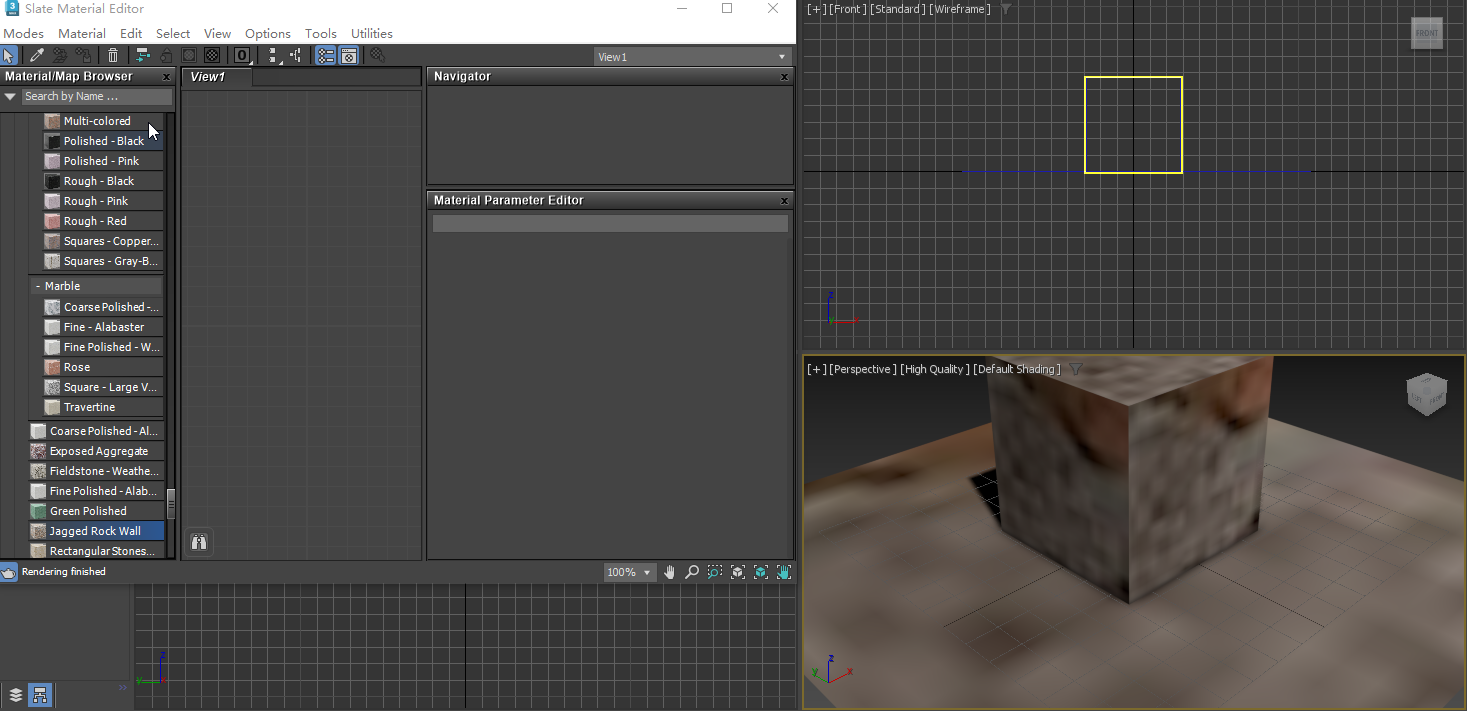 3
Slate Material Editor
Modes Material Edit Select View Options Tools Utilities
0
View1
Material/Map Browser
Search by Name ...
Multi-colored
Polished - Black
Polished - Pink
Rough - Black
Rough - Pink
Rough - Red
Squares - Copper...
Squares - Gray-B...
- Marble
Coarse Polished -...
Fine - Alabaster
Fine Polished - W...
Rose
Square - Large V...
Travertine
Coarse Polished - Al...
Exposed Aggregate
Fieldstone - Weathe...
Fine Polished - Alab...
Green Polished
Jagged Rock Wall
Rectangular Stones...
View1
Navigator
Material Parameter Editor
Rendering finished
100%
z
y
[+] [Front ] [Standard ] [Wireframe ]
FRONT
z
[+] [Perspective ] [High Quality ] [Default Shading ]
FRONT
z
y
x